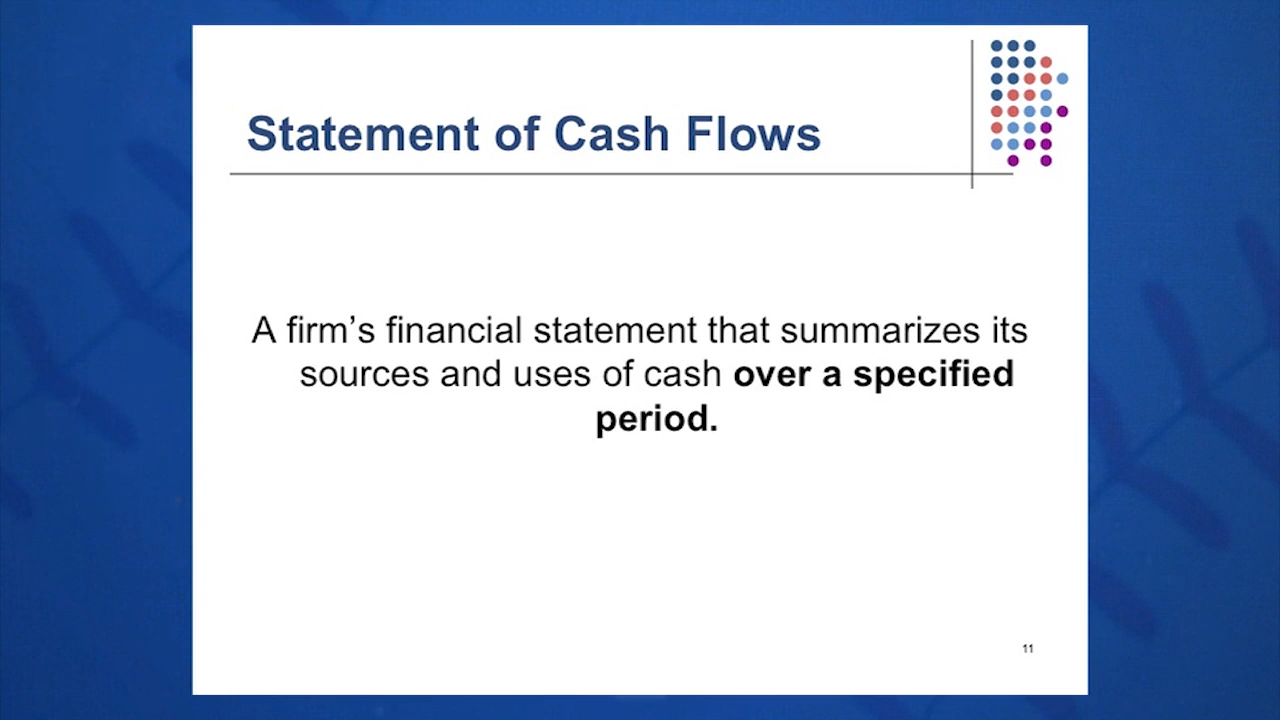 Statement of Cash Flows
A firm’s financial statement that summarizes its
sources and uses of cash over a specified
period.
11